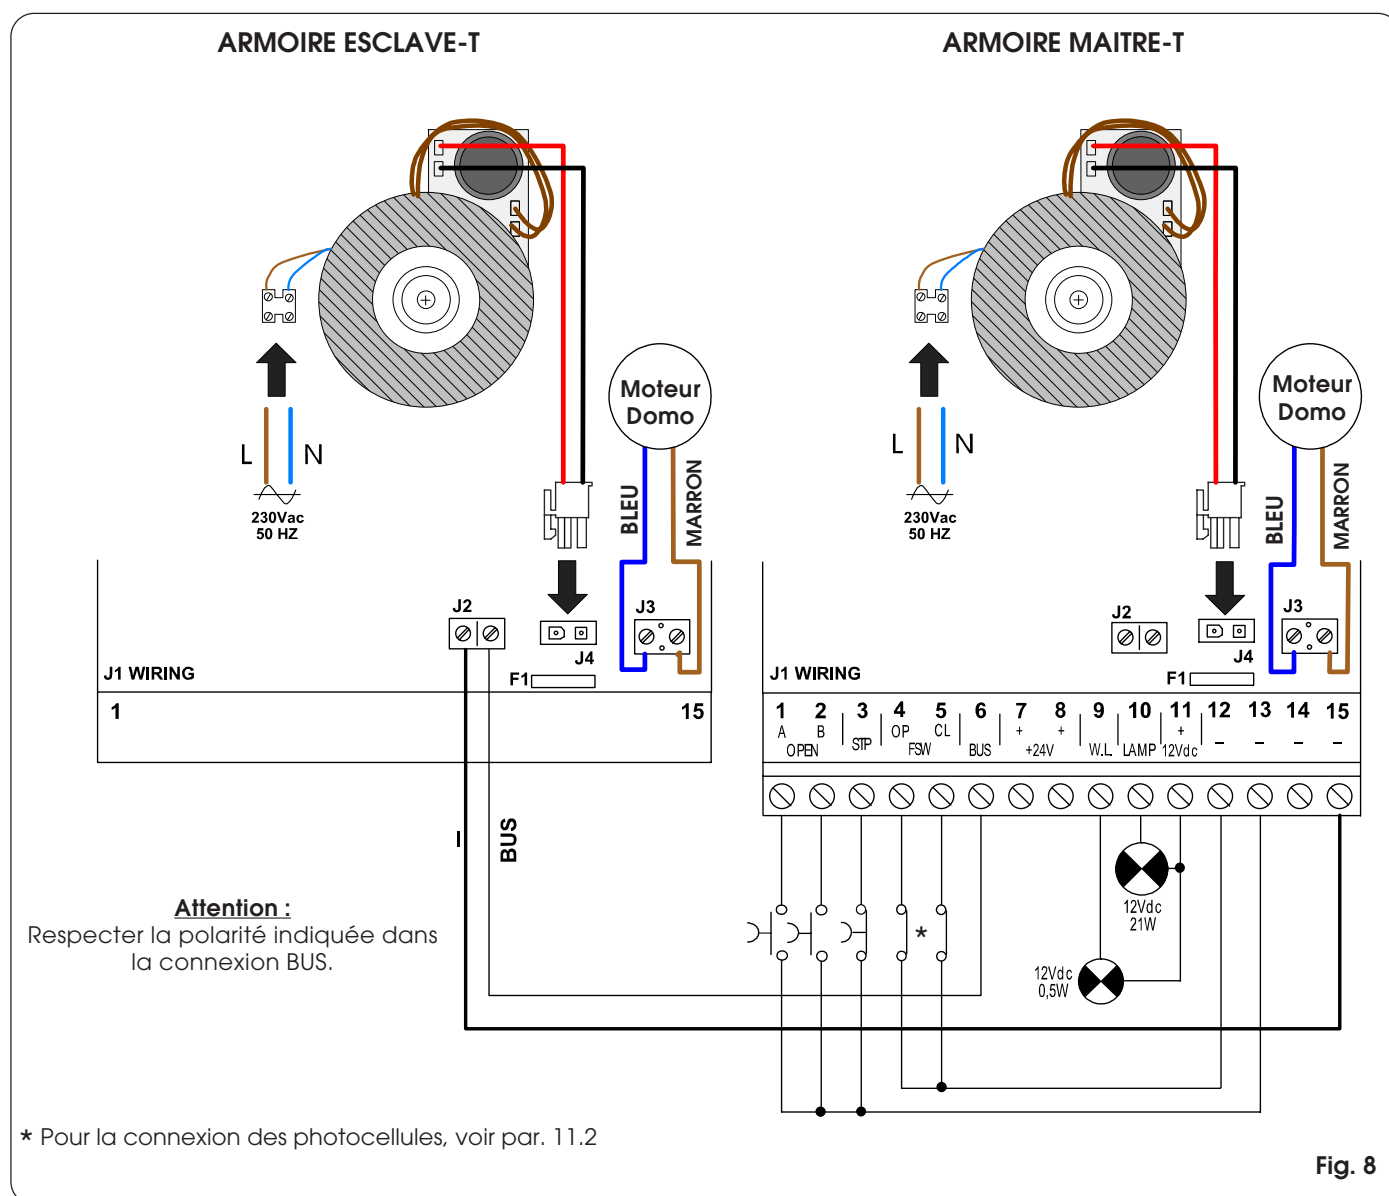 ARMOIRE ESCLAVE-T
ARMOIRE MAITRE-T
Moteur
Domo
Moteur
Domo
L N
230Vac
50 HZ
BLEU
MARRON
L N
230Vac
50 HZ
BLEU
MARRON
J2
J3
J4
F1
J1 WIRING
1 15
J2
J3
J4
F1
J1 WIRING
1 2 3 4 5 6 7 8 9 10 11 12 13 14 15
A B STP OP CL BUS + + W.L. LAMP + – – – –
OPEN FSW +24V 12Vdc
I
BUS
12Vdc
21W
*
12Vdc
0,5W
Attention :
Respecter la polarité indiquée dans
la connexion BUS.
* Pour la connexion des photocellules, voir par. 11.2
Fig. 8